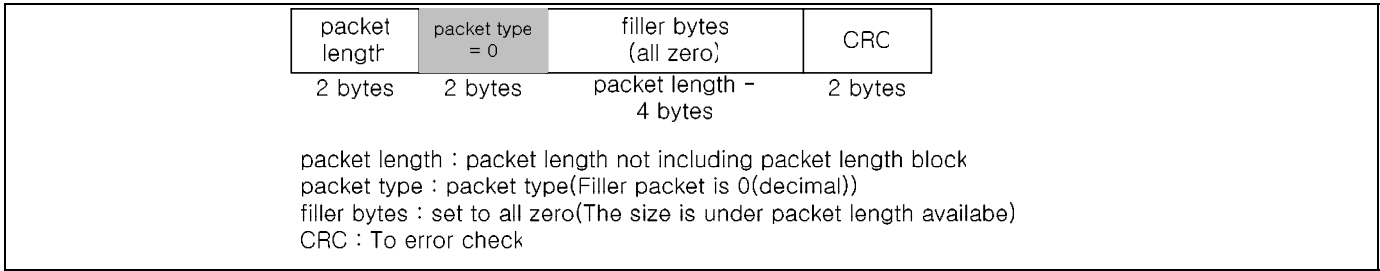 packet length
packet type = 0
filler bytes (all zero)
CRC
2 bytes
2 bytes
packet length - 4 bytes
2 bytes
packet length : packet length not including packet length block
packet type : packet type(Filler packet is 0(decimal))
filler bytes : set to all zero(The size is under packet length availabe)
CRC : To error check